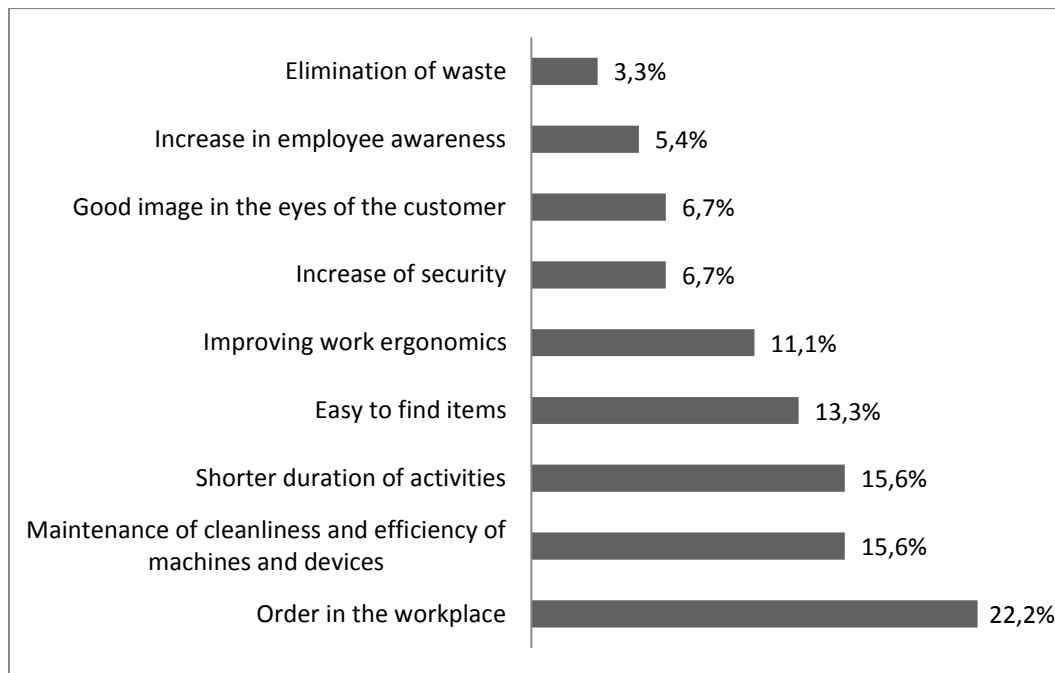 Elimination of waste 3,3%
Increase in employee awareness 5,4%
Good image in the eyes of the customer 6,7%
Increase of security 6,7%
Improving work ergonomics 11,1%
Easy to find items 13,3%
Shorter duration of activities 15,6%
Maintenance of cleanliness and efficiency of
machines and devices 15,6%
Order in the workplace 22,2%